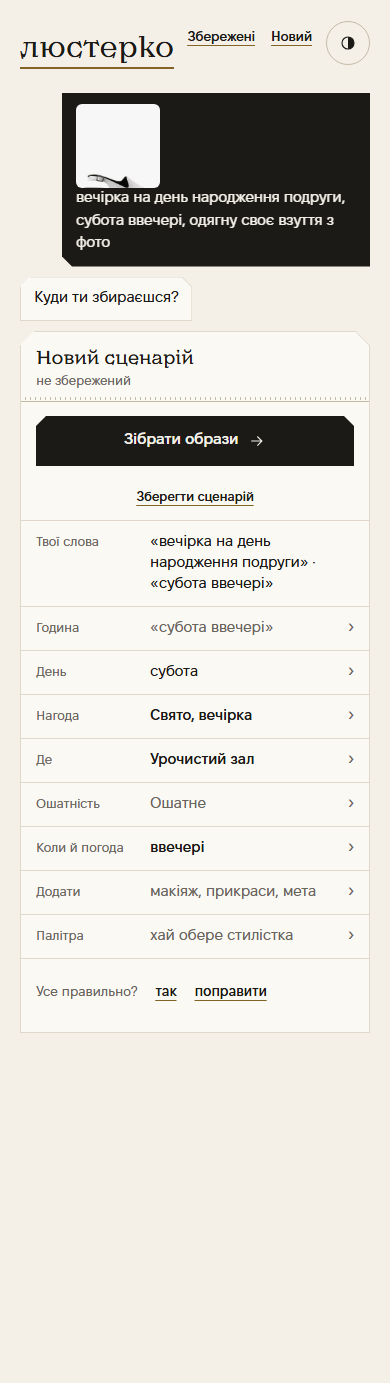 люстерко
Збережені Новий
вечірка на день народження подруги,
субота ввечері, одягну своє взуття з
фото
Куди ти збираєшся?
Новий сценарій
не збережений
Зібрати образи →
Зберегти сценарій
Твої слова «вечірка на день
народження подруги» ·
«субота ввечері»
Година «субота ввечері» ›
День субота ›
Нагода Свято, вечірка ›
Де Урочистий зал ›
Ошатність Ошатне ›
Коли й погода ввечері ›
Додати макіяж, прикраси, мета ›
Палітра хай обере стилістка ›
Усе правильно? так поправити